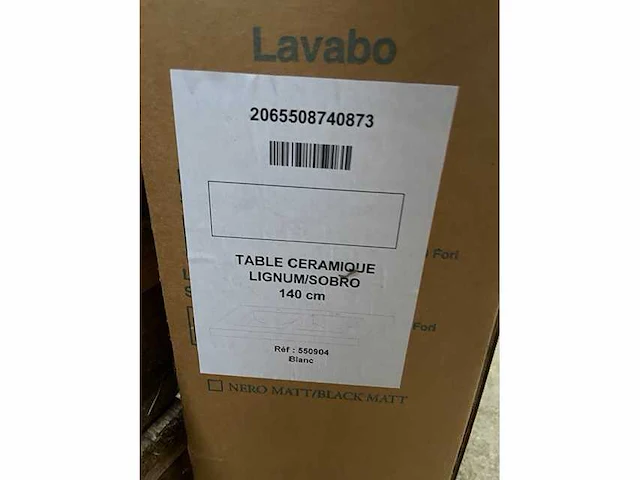 Lavabo
2065508740873
TABLE CERAMIQUE
LIGNUM/SOBRO
140 cm
Réf : 550904
Blanc
Fori
Fori
NERO MATT/BLACK MATT